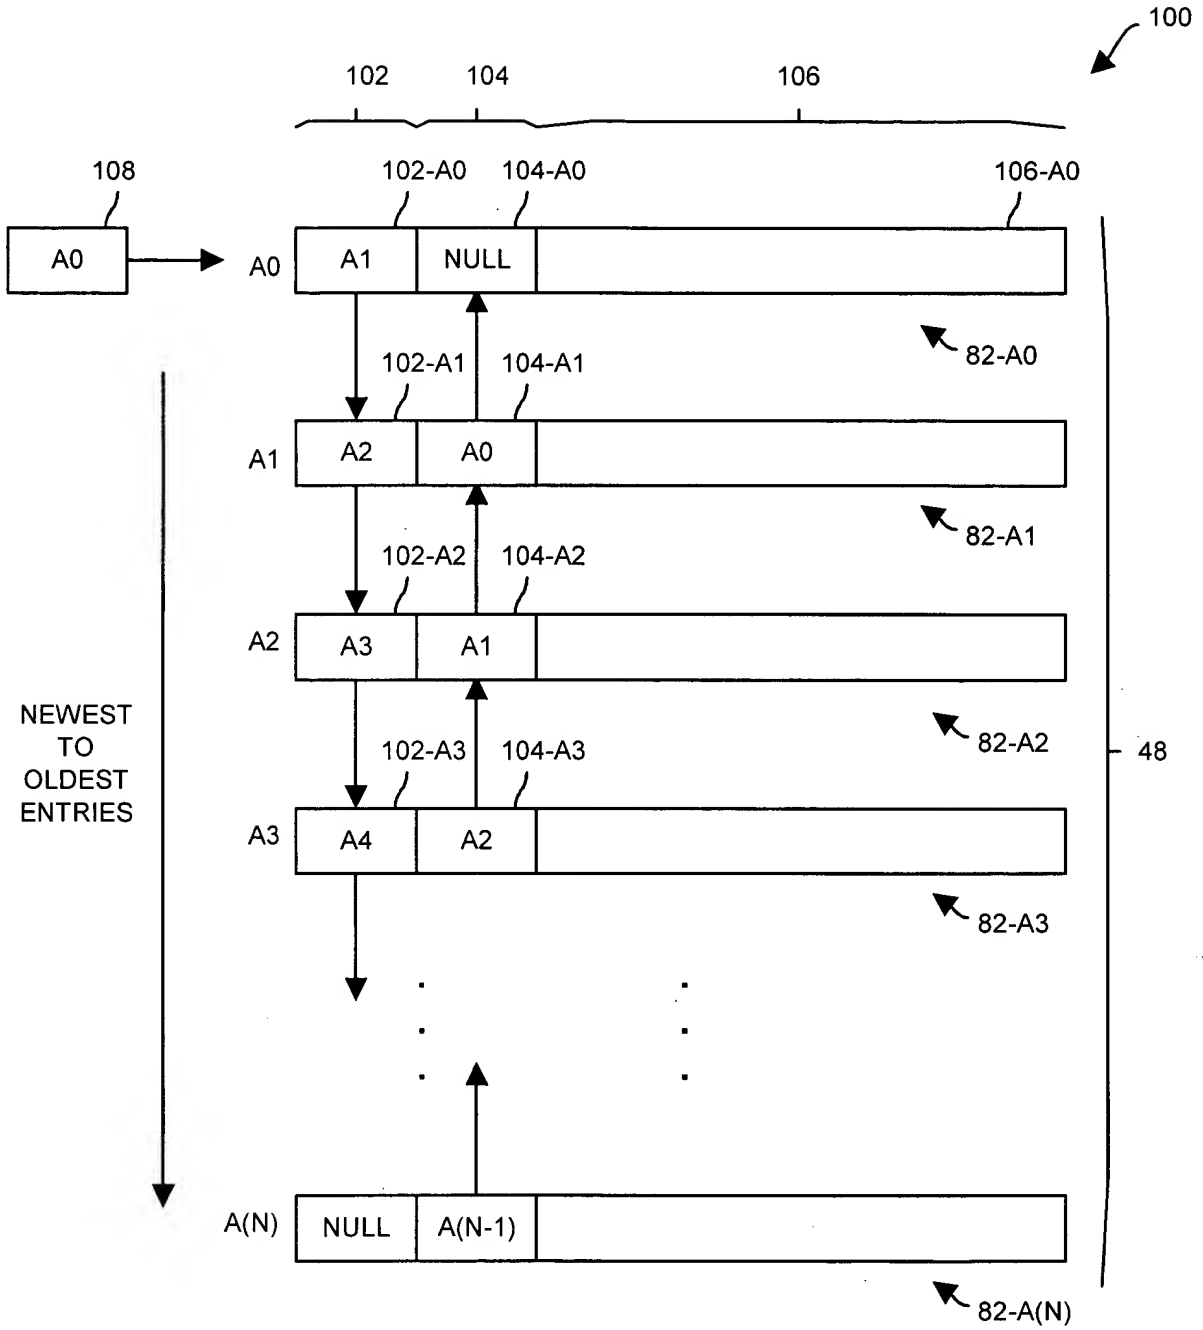 100
102 104 106
108 102-A0 104-A0 106-A0
A0 A0 A1 NULL
82-A0
102-A1 104-A1
A1 A2 A0
82-A1
102-A2 104-A2
A2 A3 A1
82-A2
NEWEST
TO
OLDEST
ENTRIES
48
102-A3 104-A3
A3 A4 A2
82-A3
A(N) NULL A(N-1)
82-A(N)